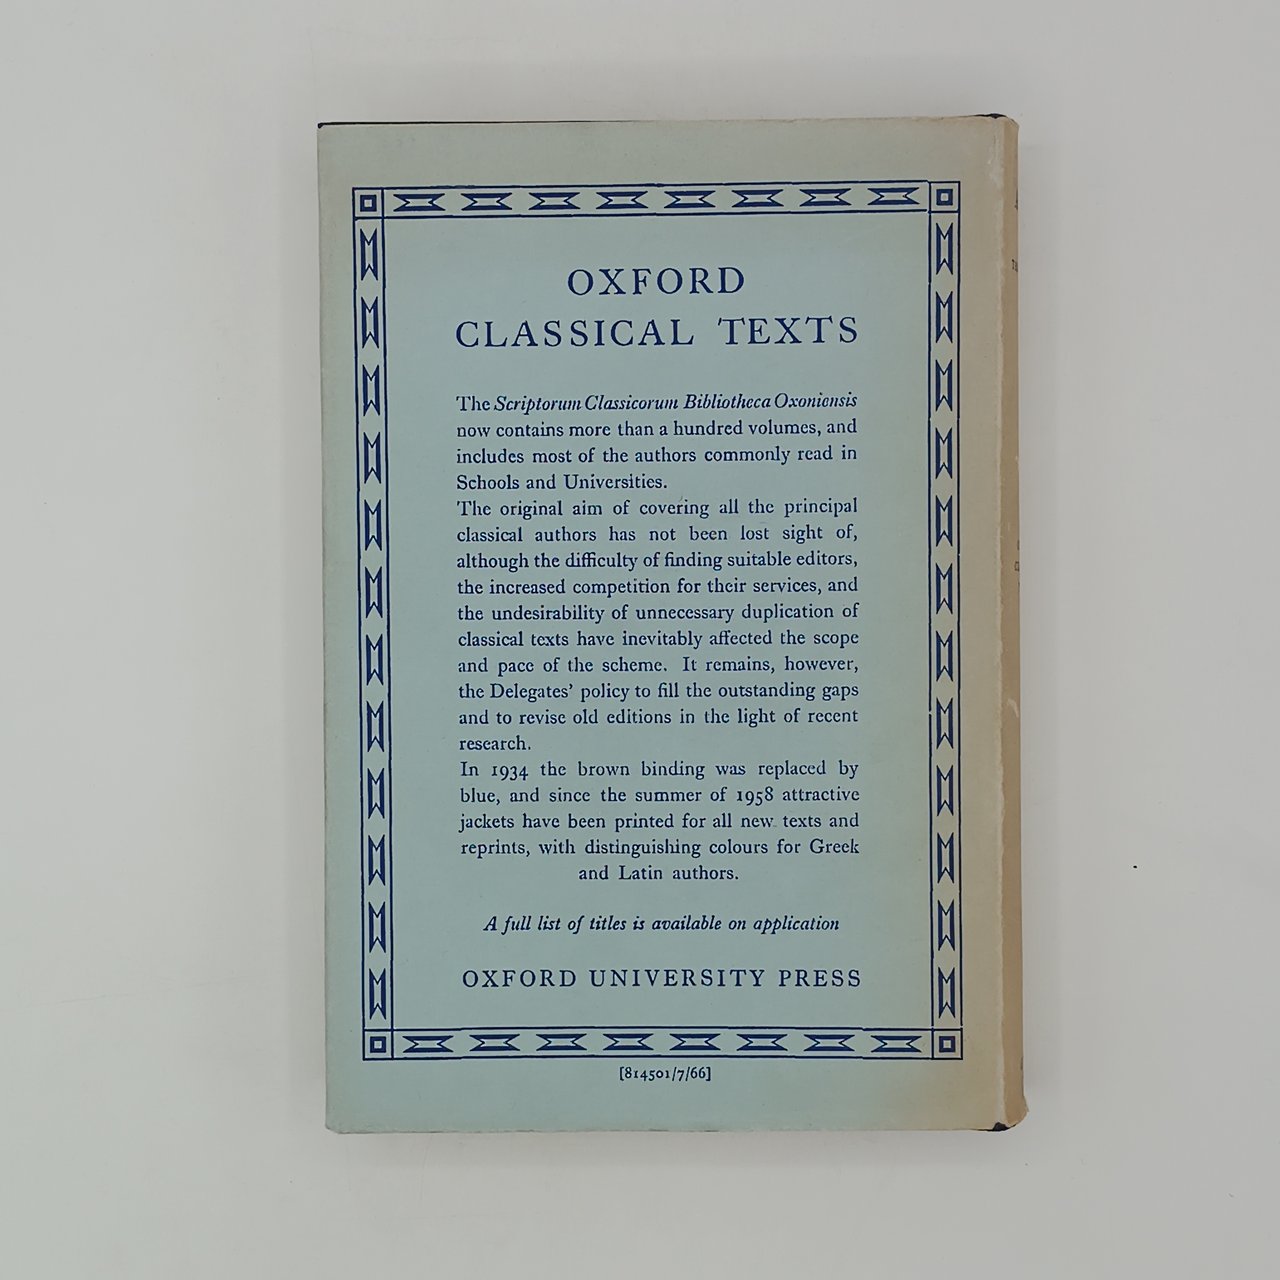 OXFORD
CLASSICAL TEXTS
The Scriptorum Classicorum Bibliotheca Oxoniensis
now contains more than a hundred volumes, and
includes most of the authors commonly read in
Schools and Universities.
The original aim of covering all the principal
classical authors has not been lost sight of,
although the difficulty of finding suitable editors,
the increased competition for their services, and
the undesirability of unnecessary duplication of
classical texts have inevitably affected the scope
and pace of the scheme. It remains, however,
the Delegates' policy to fill the outstanding gaps
and to revise old editions in the light of recent
research.
In 1934 the brown binding was replaced by
blue, and since the summer of 1958 attractive
jackets have been printed for all new texts and
reprints, with distinguishing colours for Greek
and Latin authors.
A full list of titles is available on application
OXFORD UNIVERSITY PRESS
[814501/7/66]